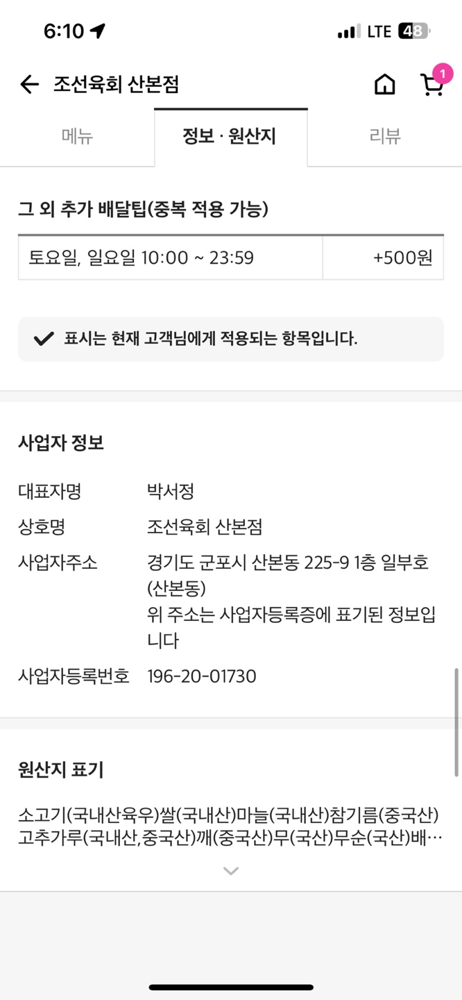 6:10
LTE 48
조선육회 산본점
1
메뉴
정보 · 원산지
리뷰
그 외 추가 배달팁(중복 적용 가능)
토요일, 일요일 10:00 ~ 23:59
+500원
표시는 현재 고객님에게 적용되는 항목입니다.
사업자 정보
대표자명 박서정
상호명 조선육회 산본점
사업자주소 경기도 군포시 산본동 225-9 1층 일부호
(산본동)
위 주소는 사업자등록증에 표기된 정보입
니다
사업자등록번호 196-20-01730
원산지 표기
소고기(국내산육우)쌀(국내산)마늘(국내산)참기름(중국산)
고추가루(국내산,중국산)깨(중국산)무(국산)무순(국산)배…